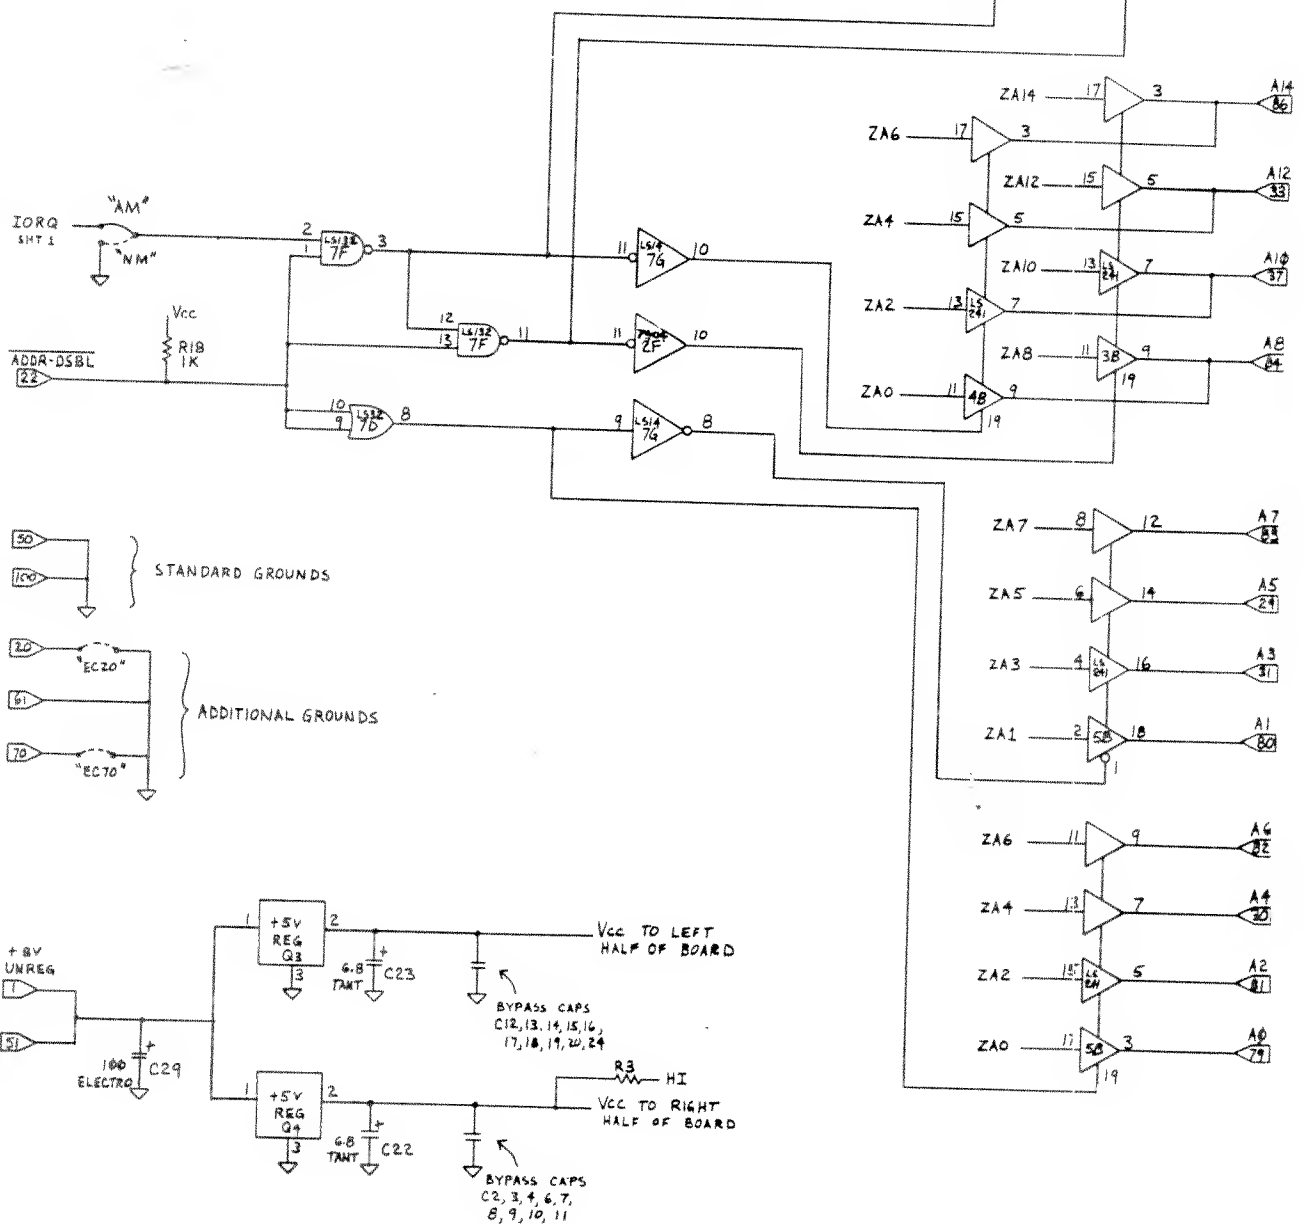 ZA14 17 3 A14 86
ZA6 17 3
ZA12 15 5 A12 33
ZA4 15 5
ZA10 13 LS 241 7 A10 37
ZA2 13 LS 241 7
ZA8 11 3B 9 A8 84
19
ZA0 11 4B 9
19
"AM"
IORQ
SHT 1
"NM"
2
1
LS132
7F
3
11 LS14 7G 10
12
13
LS132
7F
11
11 2F 10
Vcc
R18
1K
ADDR-DSBL
22
10
9
LS32
7D
8
9 LS14 7G 8
50
100
STANDARD GROUNDS
20
"EC20"
61
ADDITIONAL GROUNDS
70
"EC70"
ZA7 8 12 A7 83
ZA5 6 14 A5 29
ZA3 4 LS 241 16 A3 31
ZA1 2 5B 18 A1 80
1
ZA6 11 9 A6 82
ZA4 13 7 A4 30
ZA2 15 LS 241 5 A2 81
ZA0 17 5B 3 A0 79
19
+8V
UNREG
1
51
100
ELECTRO
+
C29
1
+5V
REG
Q3
2
3
6.8
TANT
+
C23
BYPASS CAPS
C12,13,14,15,16,
17,18,19,20,24
Vcc TO LEFT
HALF OF BOARD
1
+5V
REG
Q4
2
3
6.8
TANT
+
C22
BYPASS CAPS
C2,3,4,6,7,
8,9,10,11
R3
HI
Vcc TO RIGHT
HALF OF BOARD